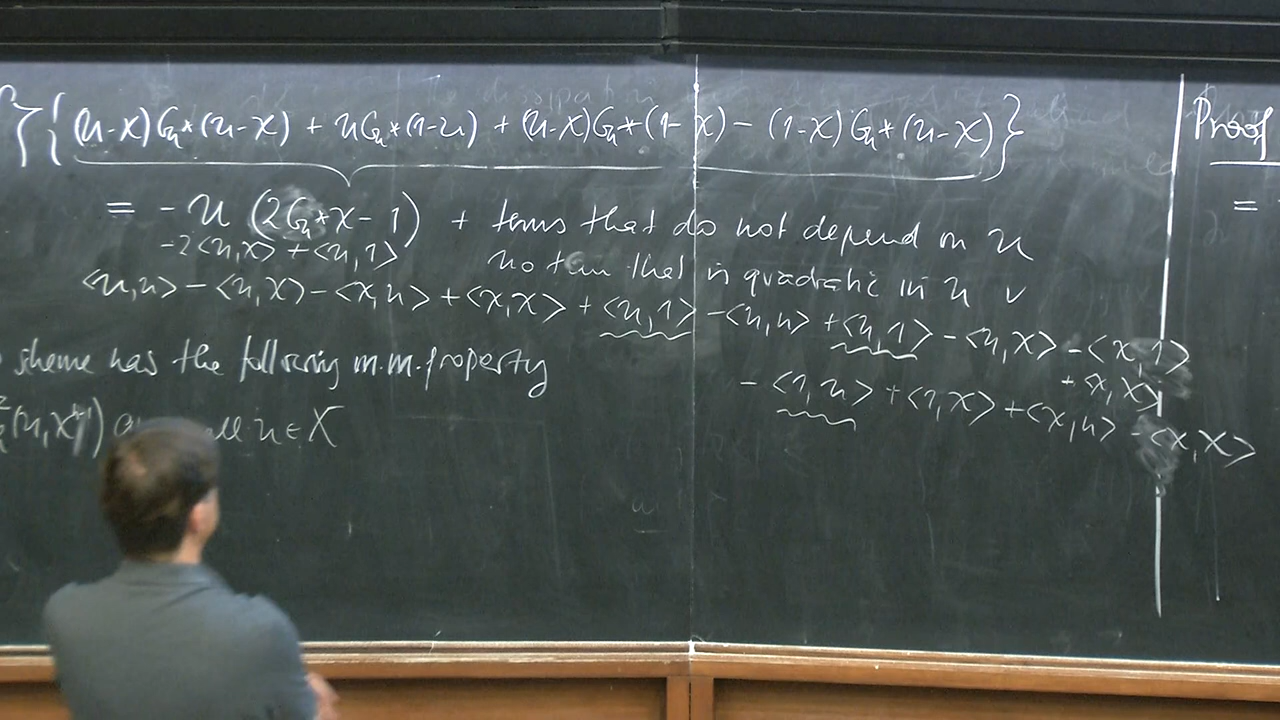 {(u-χ)G_h*(u-χ) + uG_h*(1-u) + (u-χ)G_h*(1-χ) - (1-χ)G_h*(u-χ)}
= -u (2G_h*χ-1) + terms that do not depend on u
-2<u,χ> + <u,1>
no term that is quadratic in u ✓
<u,u> - <u,χ> - <χ,u> + <χ,χ> + <u,1> - <u,u> + <u,1> - <u,χ> - <χ,1>
+ <χ,χ>
- <1,u> + <1,χ> + <χ,u> - <χ,χ>
scheme has the following m.m. property
(u,χ) all u ∈ X
Proof
=